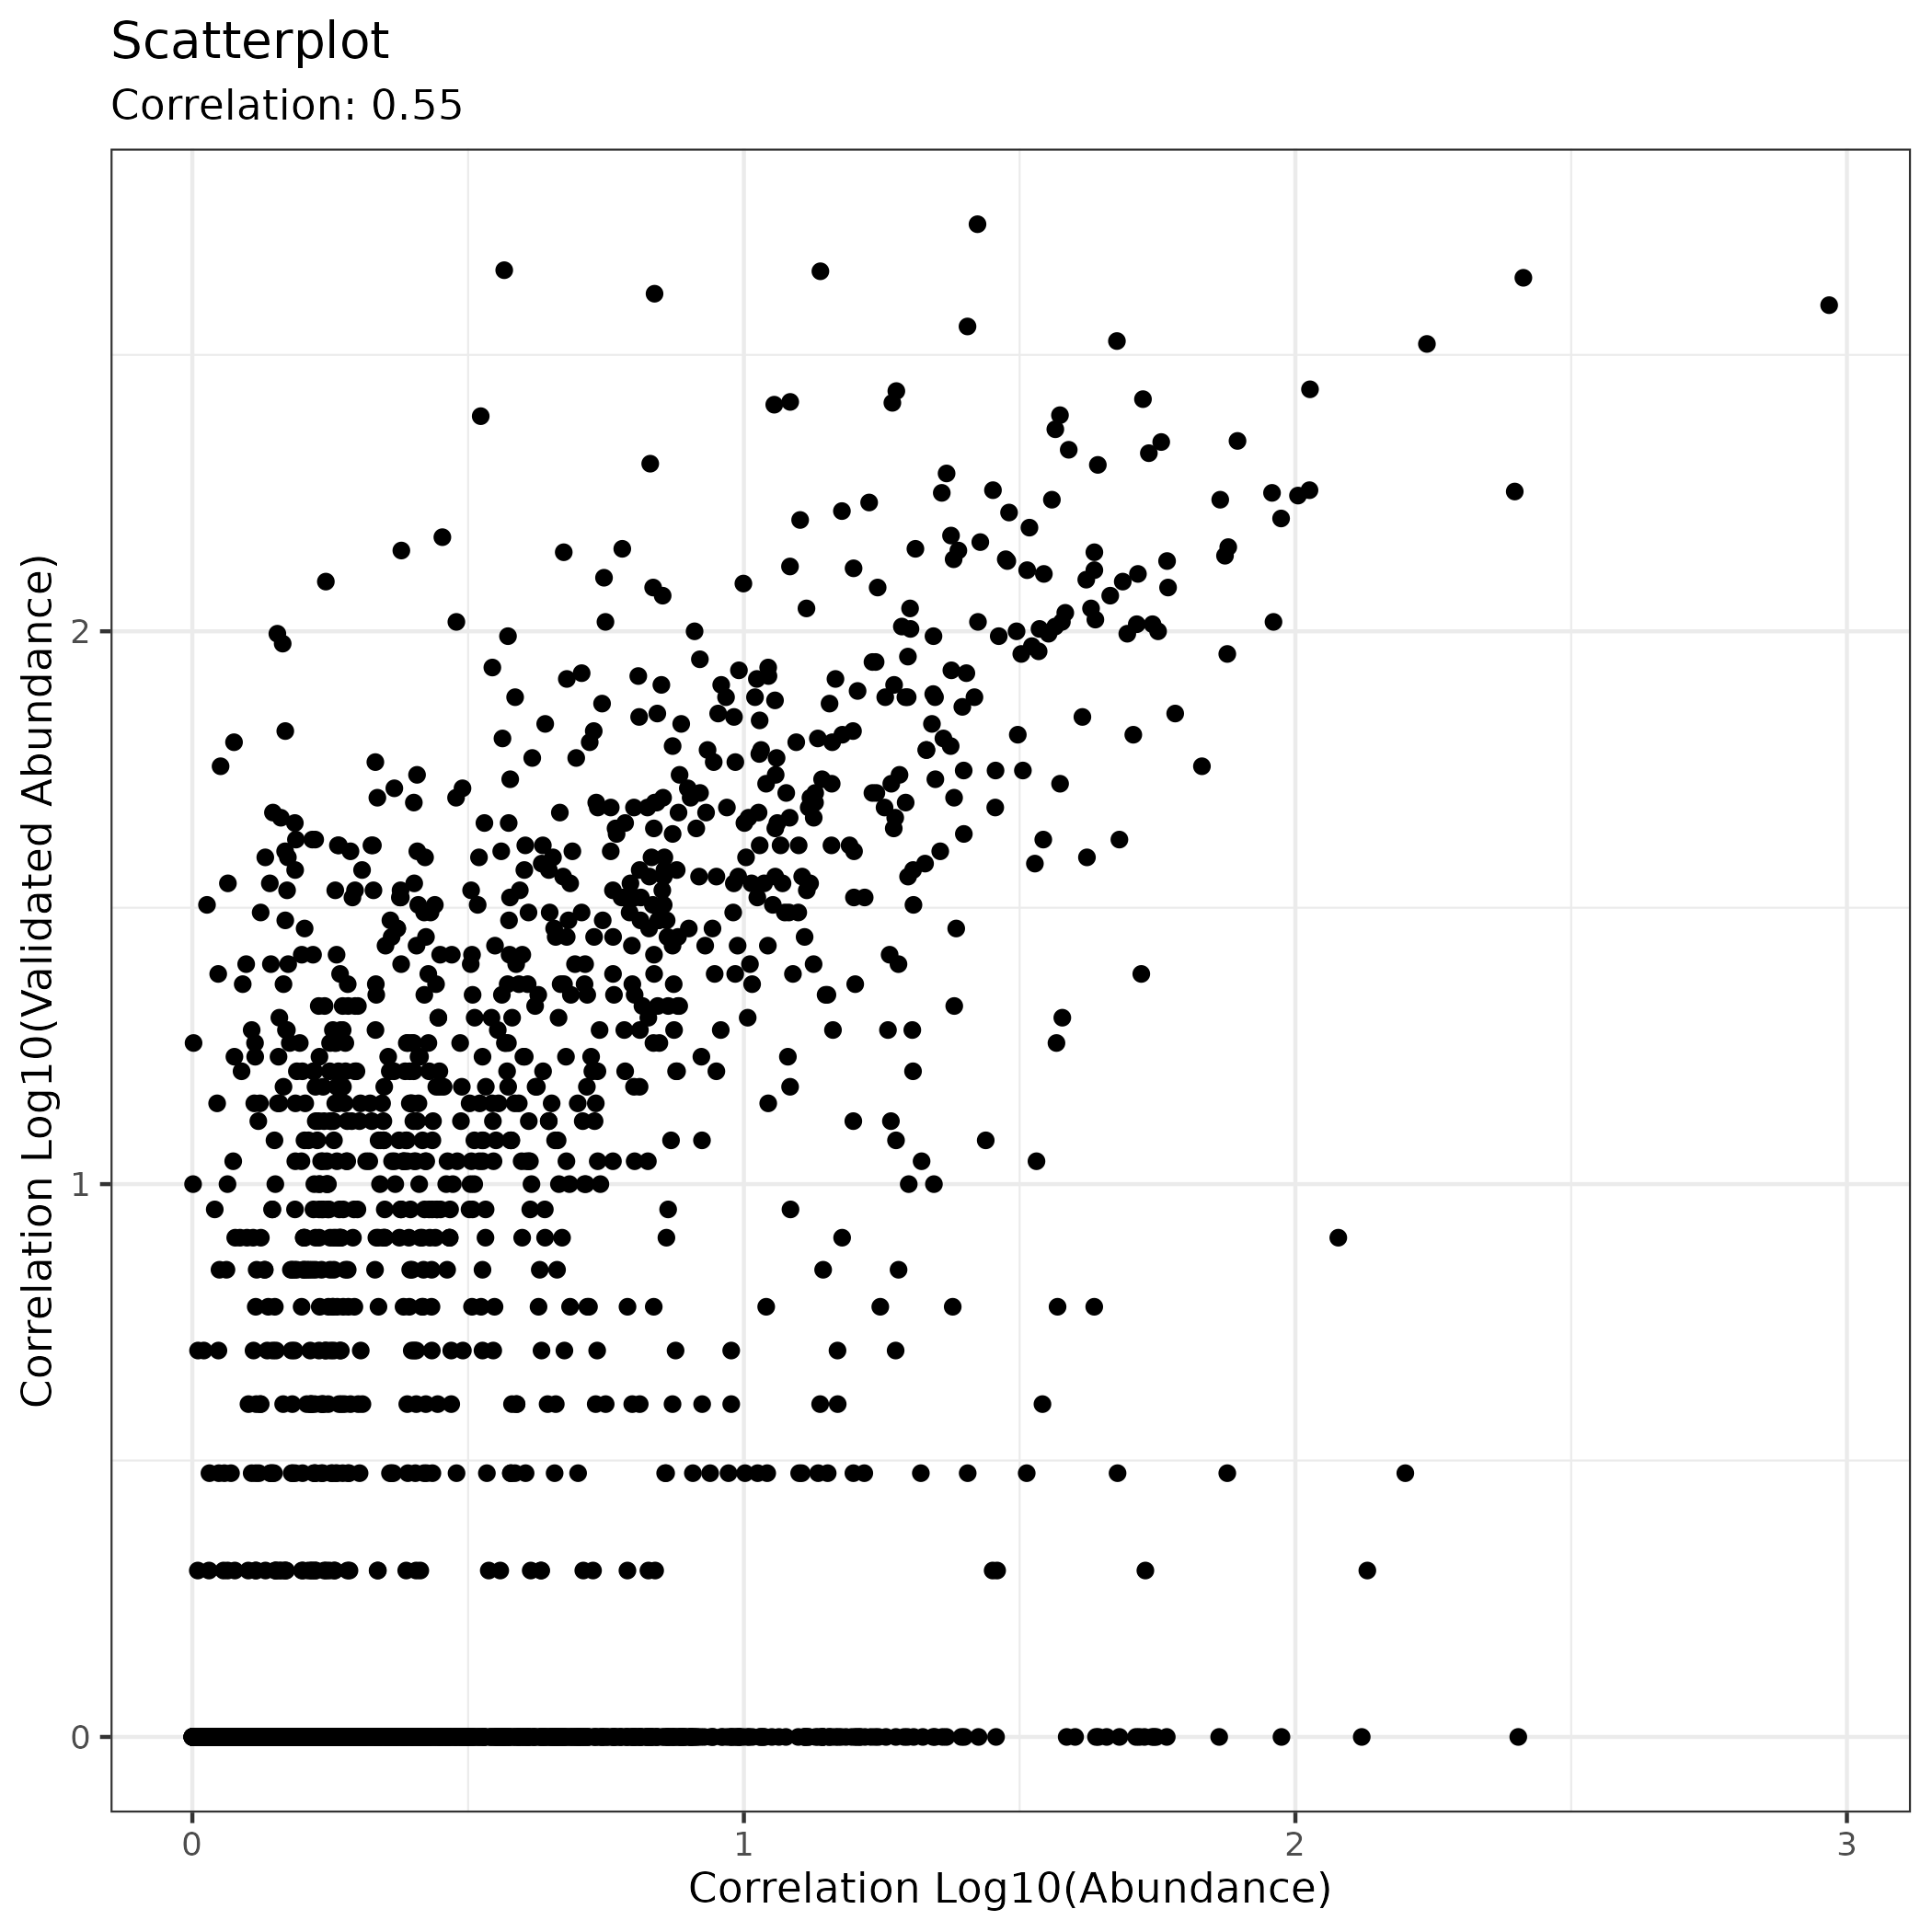 Scatterplot
Correlation: 0.55
Correlation Log10(Validated Abundance)
2
1
0
0 1 2 3
Correlation Log10(Abundance)